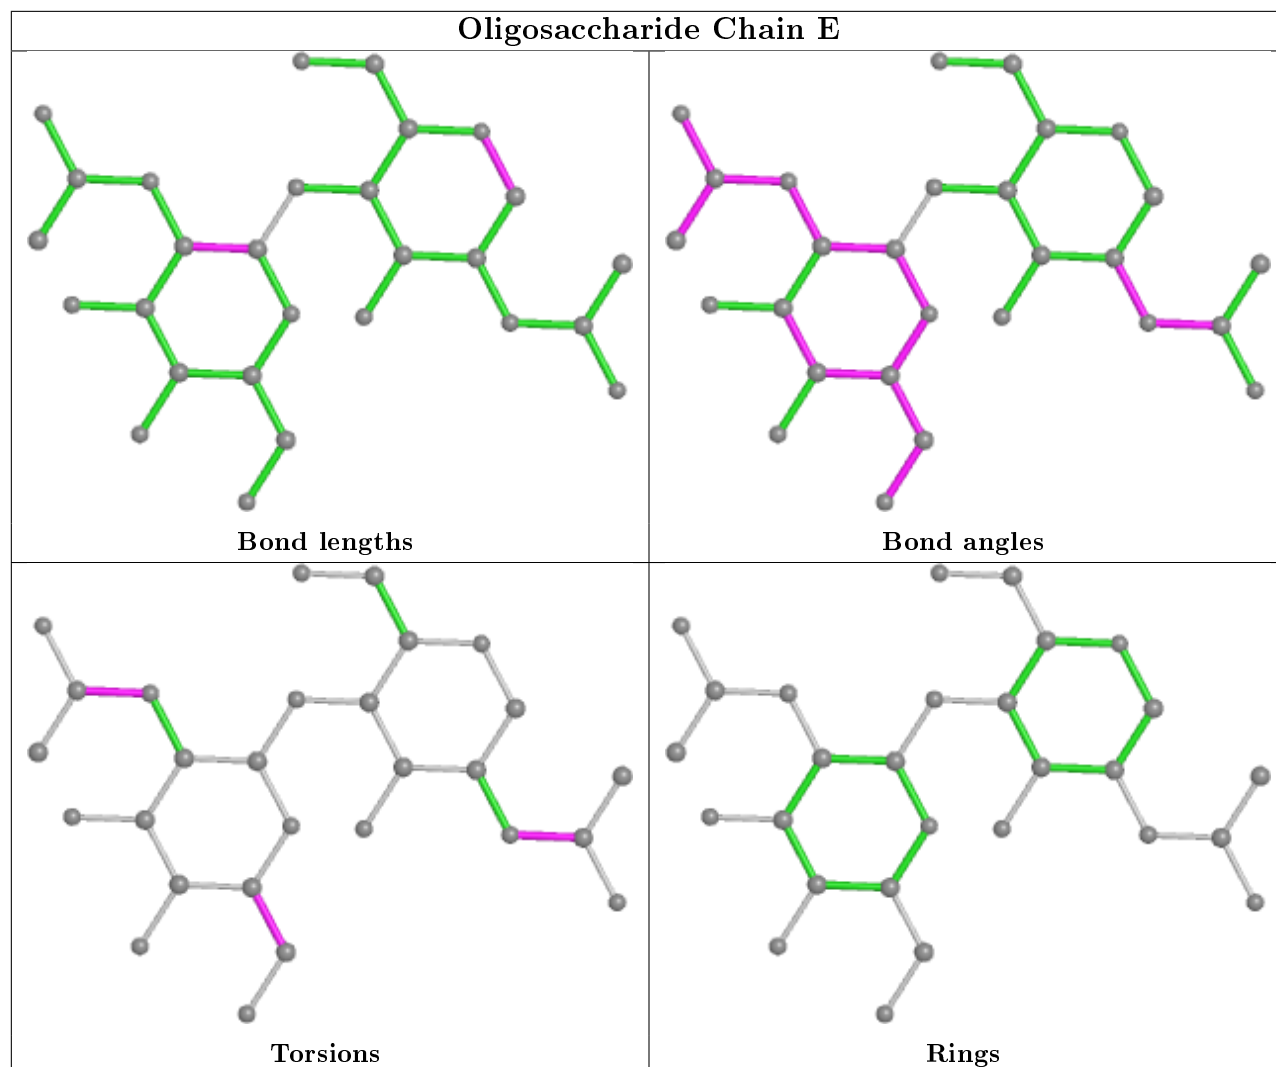 Oligosaccharide Chain E
Bond lengths
Bond angles
Torsions
Rings